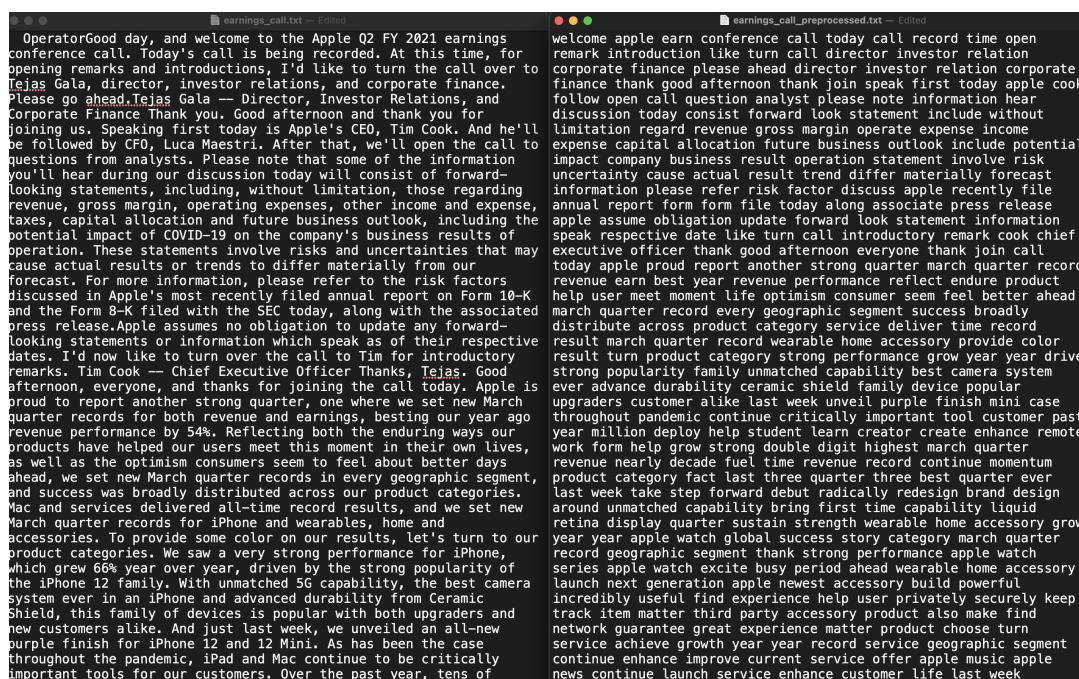 earnings_call.txt — Edited
OperatorGood day, and welcome to the Apple Q2 FY 2021 earnings
conference call. Today's call is being recorded. At this time, for
opening remarks and introductions, I'd like to turn the call over to
Tejas Gala, director, investor relations, and corporate finance.
Please go ahead.Tejas Gala –– Director, Investor Relations, and
Corporate Finance Thank you. Good afternoon and thank you for
joining us. Speaking first today is Apple's CEO, Tim Cook. And he'll
be followed by CFO, Luca Maestri. After that, we'll open the call to
questions from analysts. Please note that some of the information
you'll hear during our discussion today will consist of forward–
looking statements, including, without limitation, those regarding
revenue, gross margin, operating expenses, other income and expense,
taxes, capital allocation and future business outlook, including the
potential impact of COVID–19 on the company's business results of
operation. These statements involve risks and uncertainties that may
cause actual results or trends to differ materially from our
forecast. For more information, please refer to the risk factors
discussed in Apple's most recently filed annual report on Form 10–K
and the Form 8–K filed with the SEC today, along with the associated
press release.Apple assumes no obligation to update any forward–
looking statements or information which speak as of their respective
dates. I'd now like to turn over the call to Tim for introductory
remarks. Tim Cook –– Chief Executive Officer Thanks, Tejas. Good
afternoon, everyone, and thanks for joining the call today. Apple is
proud to report another strong quarter, one where we set new March
quarter records for both revenue and earnings, besting our year ago
revenue performance by 54%. Reflecting both the enduring ways our
products have helped our users meet this moment in their own lives,
as well as the optimism consumers seem to feel about better days
ahead, we set new March quarter records in every geographic segment,
and success was broadly distributed across our product categories.
Mac and services delivered all–time record results, and we set new
March quarter records for iPhone and wearables, home and
accessories. To provide some color on our results, let's turn to our
product categories. We saw a very strong performance for iPhone,
which grew 66% year over year, driven by the strong popularity of
the iPhone 12 family. With unmatched 5G capability, the best camera
system ever in an iPhone and advanced durability from Ceramic
Shield, this family of devices is popular with both upgraders and
new customers alike. And just last week, we unveiled an all–new
purple finish for iPhone 12 and 12 Mini. As has been the case
throughout the pandemic, iPad and Mac continue to be critically
important tools for our customers. Over the past year, tens of
earnings_call_preprocessed.txt — Edited
welcome apple earn conference call today call record time open
remark introduction like turn call director investor relation
corporate finance please ahead director investor relation corporate
finance thank good afternoon thank join speak first today apple cook
follow open call question analyst please note information hear
discussion today consist forward look statement include without
limitation regard revenue gross margin operate expense income
expense capital allocation future business outlook include potential
impact company business result operation statement involve risk
uncertainty cause actual result trend differ materially forecast
information please refer risk factor discuss apple recently file
annual report form form file today along associate press release
apple assume obligation update forward look statement information
speak respective date like turn call introductory remark cook chief
executive officer thank good afternoon everyone thank join call
today apple proud report another strong quarter march quarter record
revenue earn best year revenue performance reflect endure product
help user meet moment life optimism consumer seem feel better ahead
march quarter record every geographic segment success broadly
distribute across product category service deliver time record
result march quarter record wearable home accessory provide color
result turn product category strong performance grow year year drive
strong popularity family unmatched capability best camera system
ever advance durability ceramic shield family device popular
upgraders customer alike last week unveil purple finish mini case
throughout pandemic continue critically important tool customer past
year million deploy help student learn creator create enhance remote
work form help grow strong double digit highest march quarter
revenue nearly decade fuel time revenue record continue momentum
product category fact last three quarter three best quarter ever
last week take step forward debut radically redesign brand design
around unmatched capability bring first time capability liquid
retina display quarter sustain strength wearable home accessory grow
year year apple watch global success story category march quarter
record geographic segment thank strong performance apple watch
series apple watch excite busy period ahead wearable home accessory
launch next generation apple newest accessory build powerful
incredibly useful find experience help user privately securely keep
track item matter third party accessory product also make find
network guarantee great experience matter product choose turn
service achieve growth year year record service geographic segment
continue enhance improve current service offer apple music apple
news continue launch service enhance customer life last week